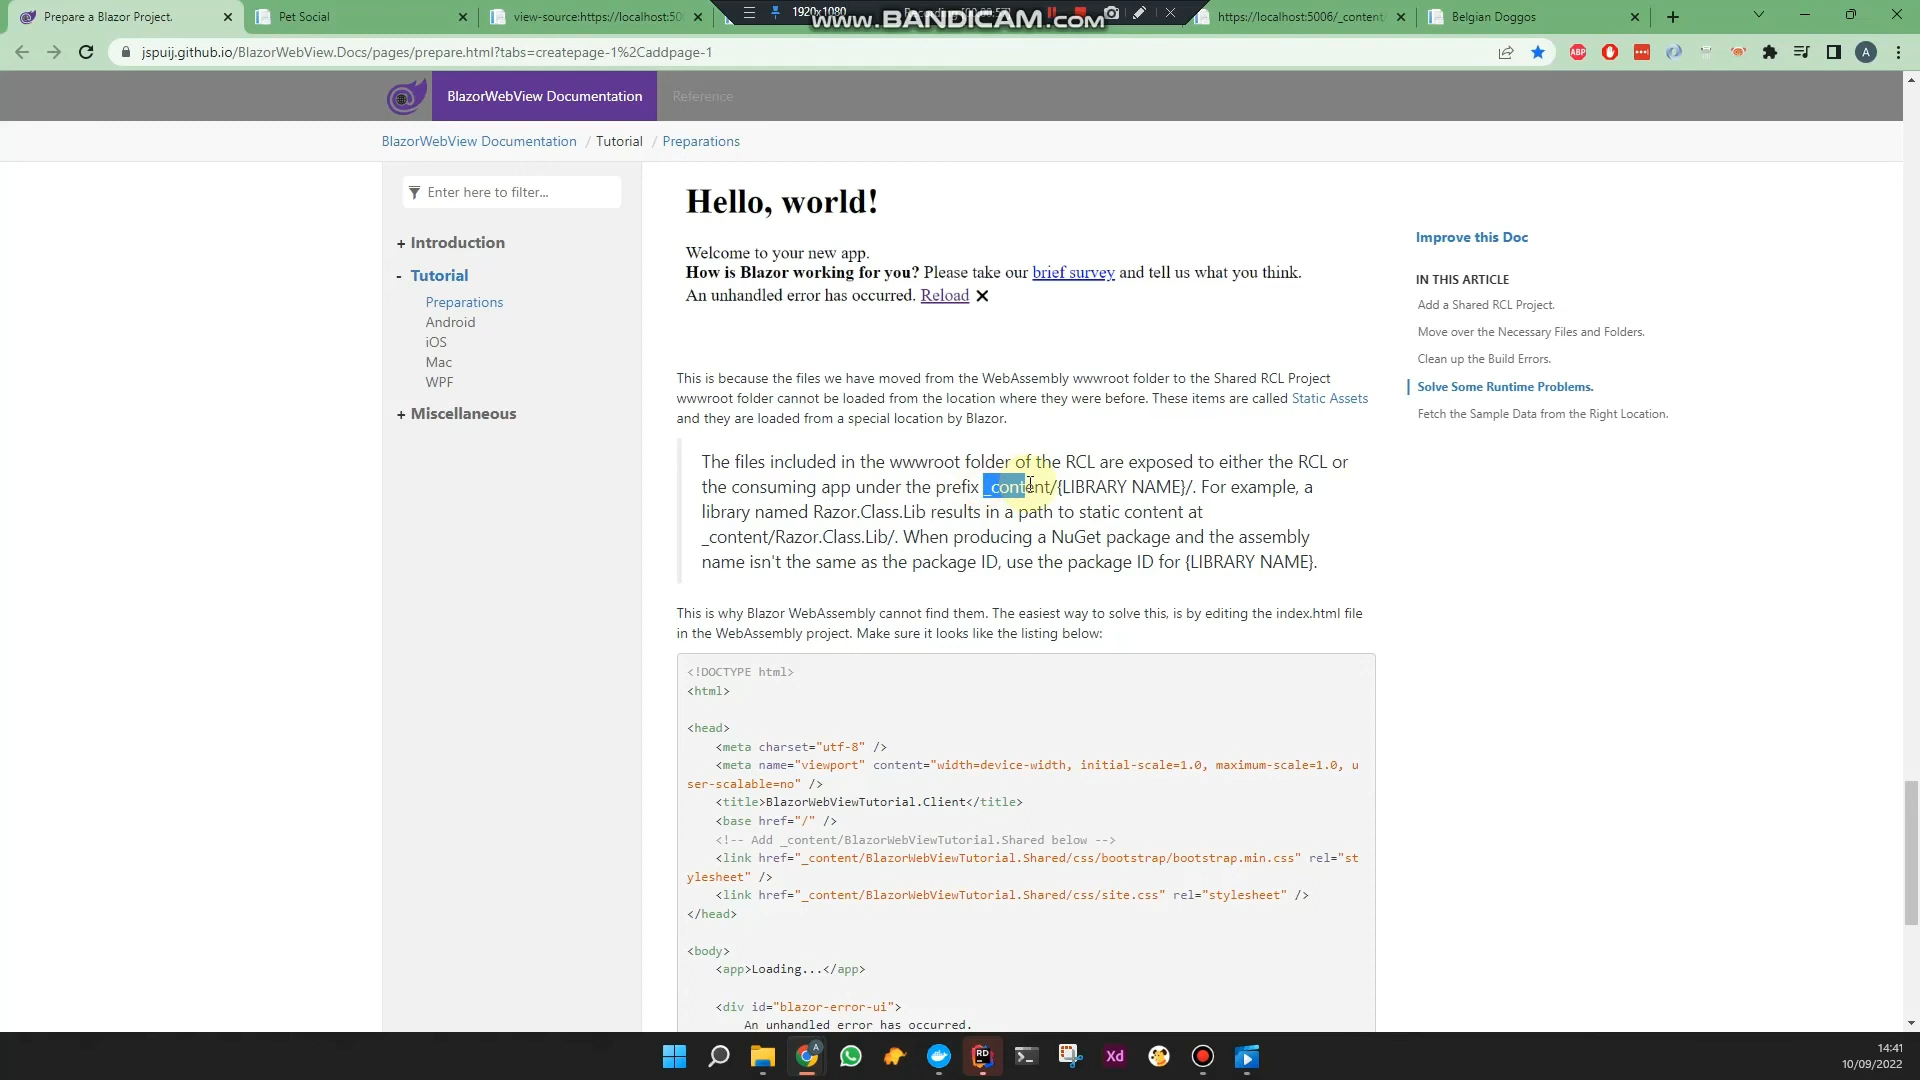 Prepare a Blazor Project.
Pet Social
view-source:https://localhost:50
1920x1080
www.BANDICAM.com
https://localhost:5006/_content/
Belgian Doggos
jspuij.github.io/BlazorWebView.Docs/pages/prepare.html?tabs=createpage-1%2Caddpage-1
ABP
A
BlazorWebView Documentation
Reference
BlazorWebView Documentation / Tutorial / Preparations
Enter here to filter...
+ Introduction
- Tutorial
Preparations
Android
iOS
Mac
WPF
+ Miscellaneous
Hello, world!
Welcome to your new app.
How is Blazor working for you? Please take our brief survey and tell us what you think.
An unhandled error has occurred. Reload
This is because the files we have moved from the WebAssembly wwwroot folder to the Shared RCL Project
wwwroot folder cannot be loaded from the location where they were before. These items are called Static Assets
and they are loaded from a special location by Blazor.
The files included in the wwwroot folder of the RCL are exposed to either the RCL or
the consuming app under the prefix _content/{LIBRARY NAME}/. For example, a
library named Razor.Class.Lib results in a path to static content at
_content/Razor.Class.Lib/. When producing a NuGet package and the assembly
name isn't the same as the package ID, use the package ID for {LIBRARY NAME}.
This is why Blazor WebAssembly cannot find them. The easiest way to solve this, is by editing the index.html file
in the WebAssembly project. Make sure it looks like the listing below:
<!DOCTYPE html>
<html>
<head>
<meta charset="utf-8" />
<meta name="viewport" content="width=device-width, initial-scale=1.0, maximum-scale=1.0, u
ser-scalable=no" />
<title>BlazorWebViewTutorial.Client</title>
<base href="/" />
<!-- Add _content/BlazorWebViewTutorial.Shared below -->
<link href="_content/BlazorWebViewTutorial.Shared/css/bootstrap/bootstrap.min.css" rel="st
ylesheet" />
<link href="_content/BlazorWebViewTutorial.Shared/css/site.css" rel="stylesheet" />
</head>
<body>
<app>Loading...</app>
<div id="blazor-error-ui">
An unhandled error has occurred.
Improve this Doc
IN THIS ARTICLE
Add a Shared RCL Project.
Move over the Necessary Files and Folders.
Clean up the Build Errors.
Solve Some Runtime Problems.
Fetch the Sample Data from the Right Location.
A
RD
Xd
14:41
10/09/2022